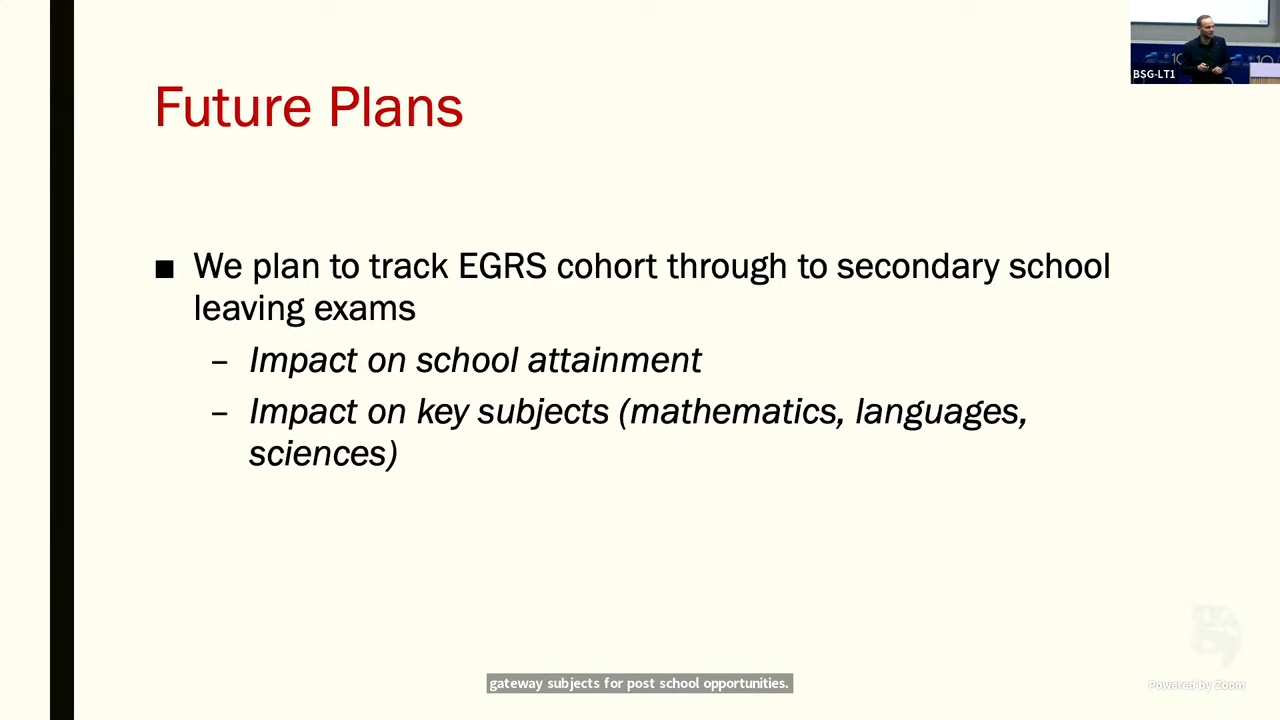 BSG-LT1
Future Plans
■ We plan to track EGRS cohort through to secondary school
leaving exams
– Impact on school attainment
– Impact on key subjects (mathematics, languages,
sciences)
gateway subjects for post school opportunities.
Powered by Zoom